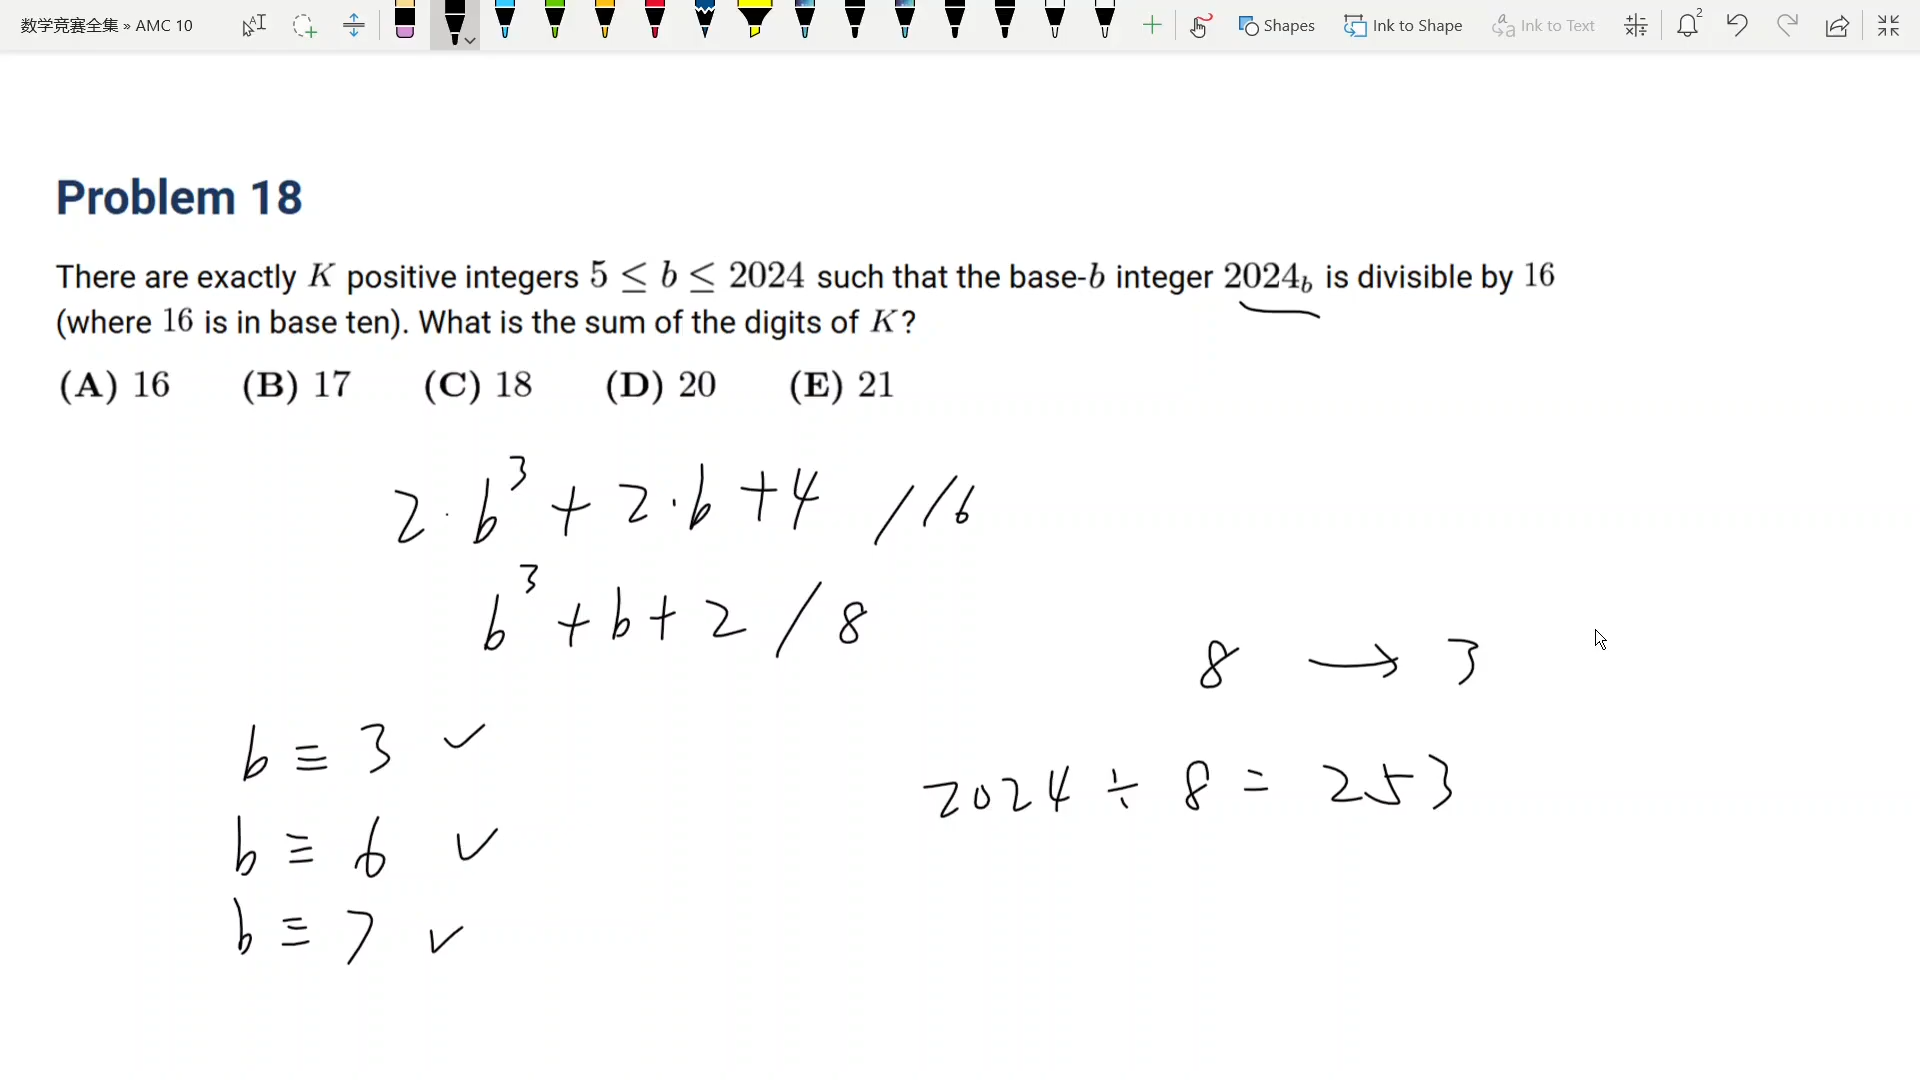 数学竞赛全集 » AMC 10 Shapes Ink to Shape Ink to Text 2
Problem 18
There are exactly K positive integers 5 ≤ b ≤ 2024 such that the base-b integer 2024_b is divisible by 16
(where 16 is in base ten). What is the sum of the digits of K?
(A) 16 (B) 17 (C) 18 (D) 20 (E) 21
2·b³ + 2·b + 4 / 16
b³ + b + 2 / 8
8 → 3
b ≡ 3 ✓
2024 ÷ 8 = 253
b ≡ 6 ✓
b ≡ 7 ✓